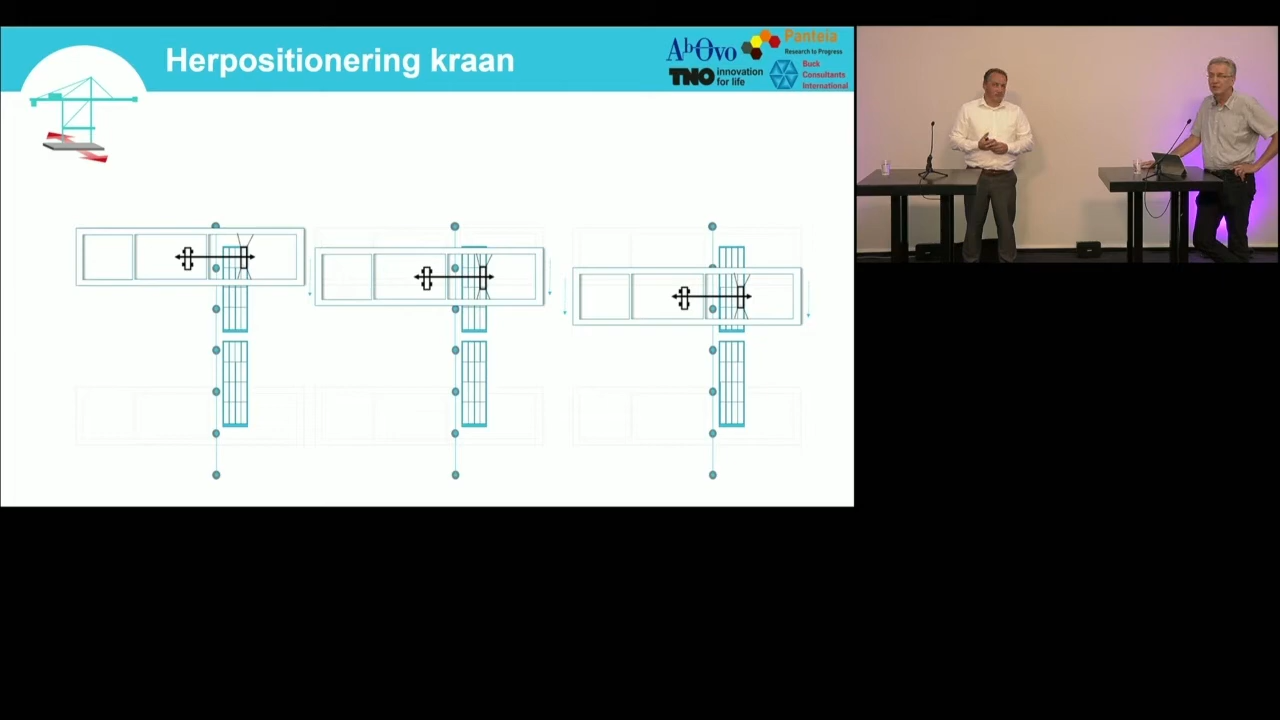 Herpositionering kraan
AbOvo
Panteia
Research to Progress
TNO innovation
for life
Buck
Consultants
International